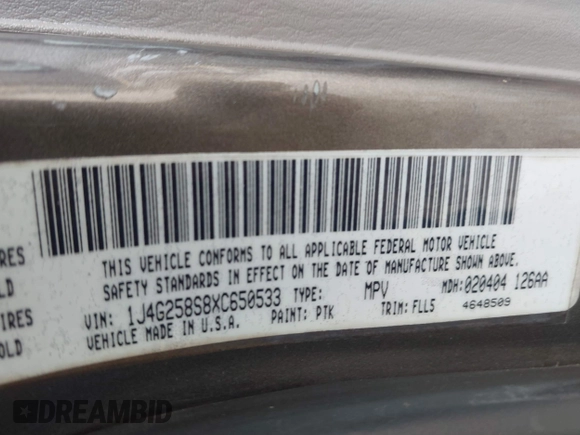 THIS VEHICLE CONFORMS TO ALL APPLICABLE FEDERAL MOTOR VEHICLE
IRES SAFETY STANDARDS IN EFFECT ON THE DATE OF MANUFACTURE SHOWN ABOVE.
OLD VIN: 1J4G258S8XC650533 TYPE: MPV MDH:020404 126AA
IRES VEHICLE MADE IN U.S.A. PAINT: PTK TRIM: FLL5 4648509
OLD
DREAMBID